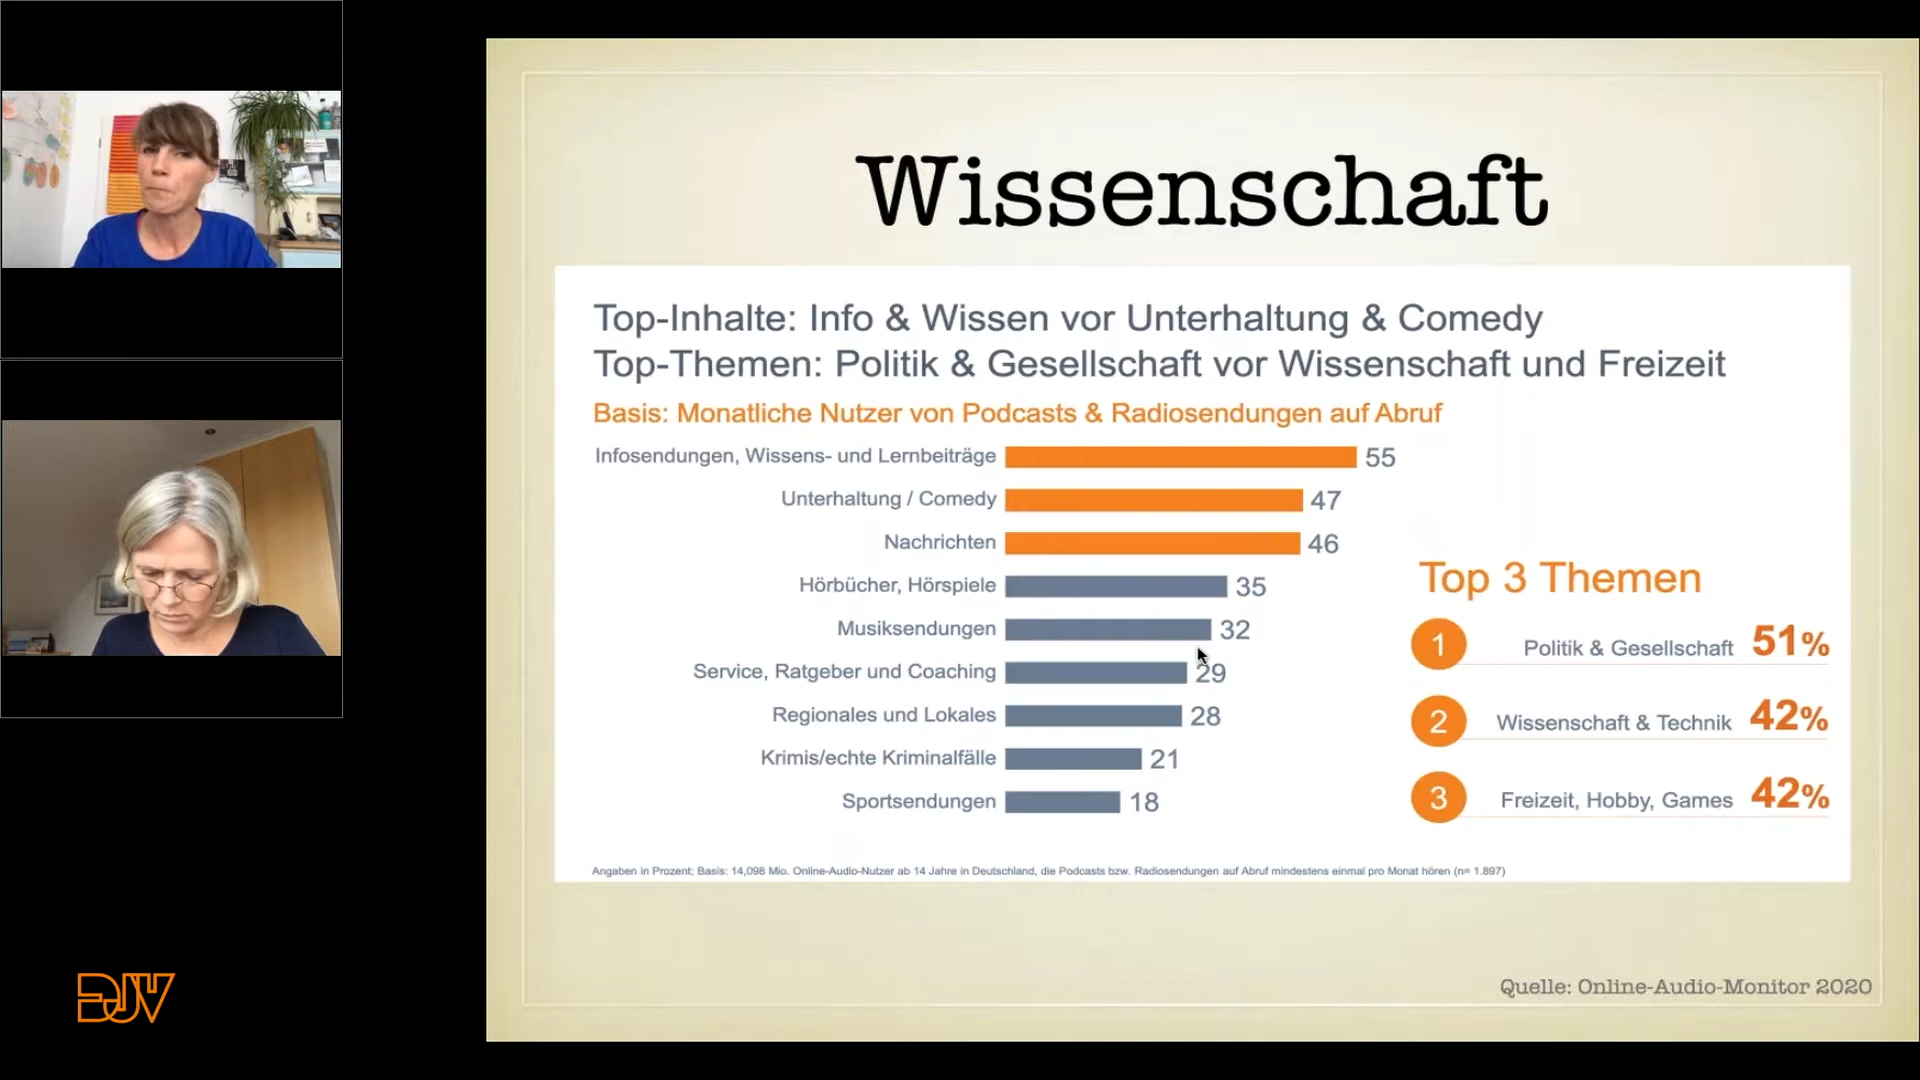 Wissenschaft
Top-Inhalte: Info & Wissen vor Unterhaltung & Comedy
Top-Themen: Politik & Gesellschaft vor Wissenschaft und Freizeit
Basis: Monatliche Nutzer von Podcasts & Radiosendungen auf Abruf
Infosendungen, Wissens- und Lernbeiträge 55
Unterhaltung / Comedy 47
Nachrichten 46
Hörbücher, Hörspiele 35
Musiksendungen 32
Service, Ratgeber und Coaching 29
Regionales und Lokales 28
Krimis/echte Kriminalfälle 21
Sportsendungen 18
Top 3 Themen
1 Politik & Gesellschaft 51%
2 Wissenschaft & Technik 42%
3 Freizeit, Hobby, Games 42%
Angaben in Prozent; Basis: 14,098 Mio. Online-Audio-Nutzer ab 14 Jahre in Deutschland, die Podcasts bzw. Radiosendungen auf Abruf mindestens einmal pro Monat hören (n= 1.897)
Quelle: Online-Audio-Monitor 2020
DJV